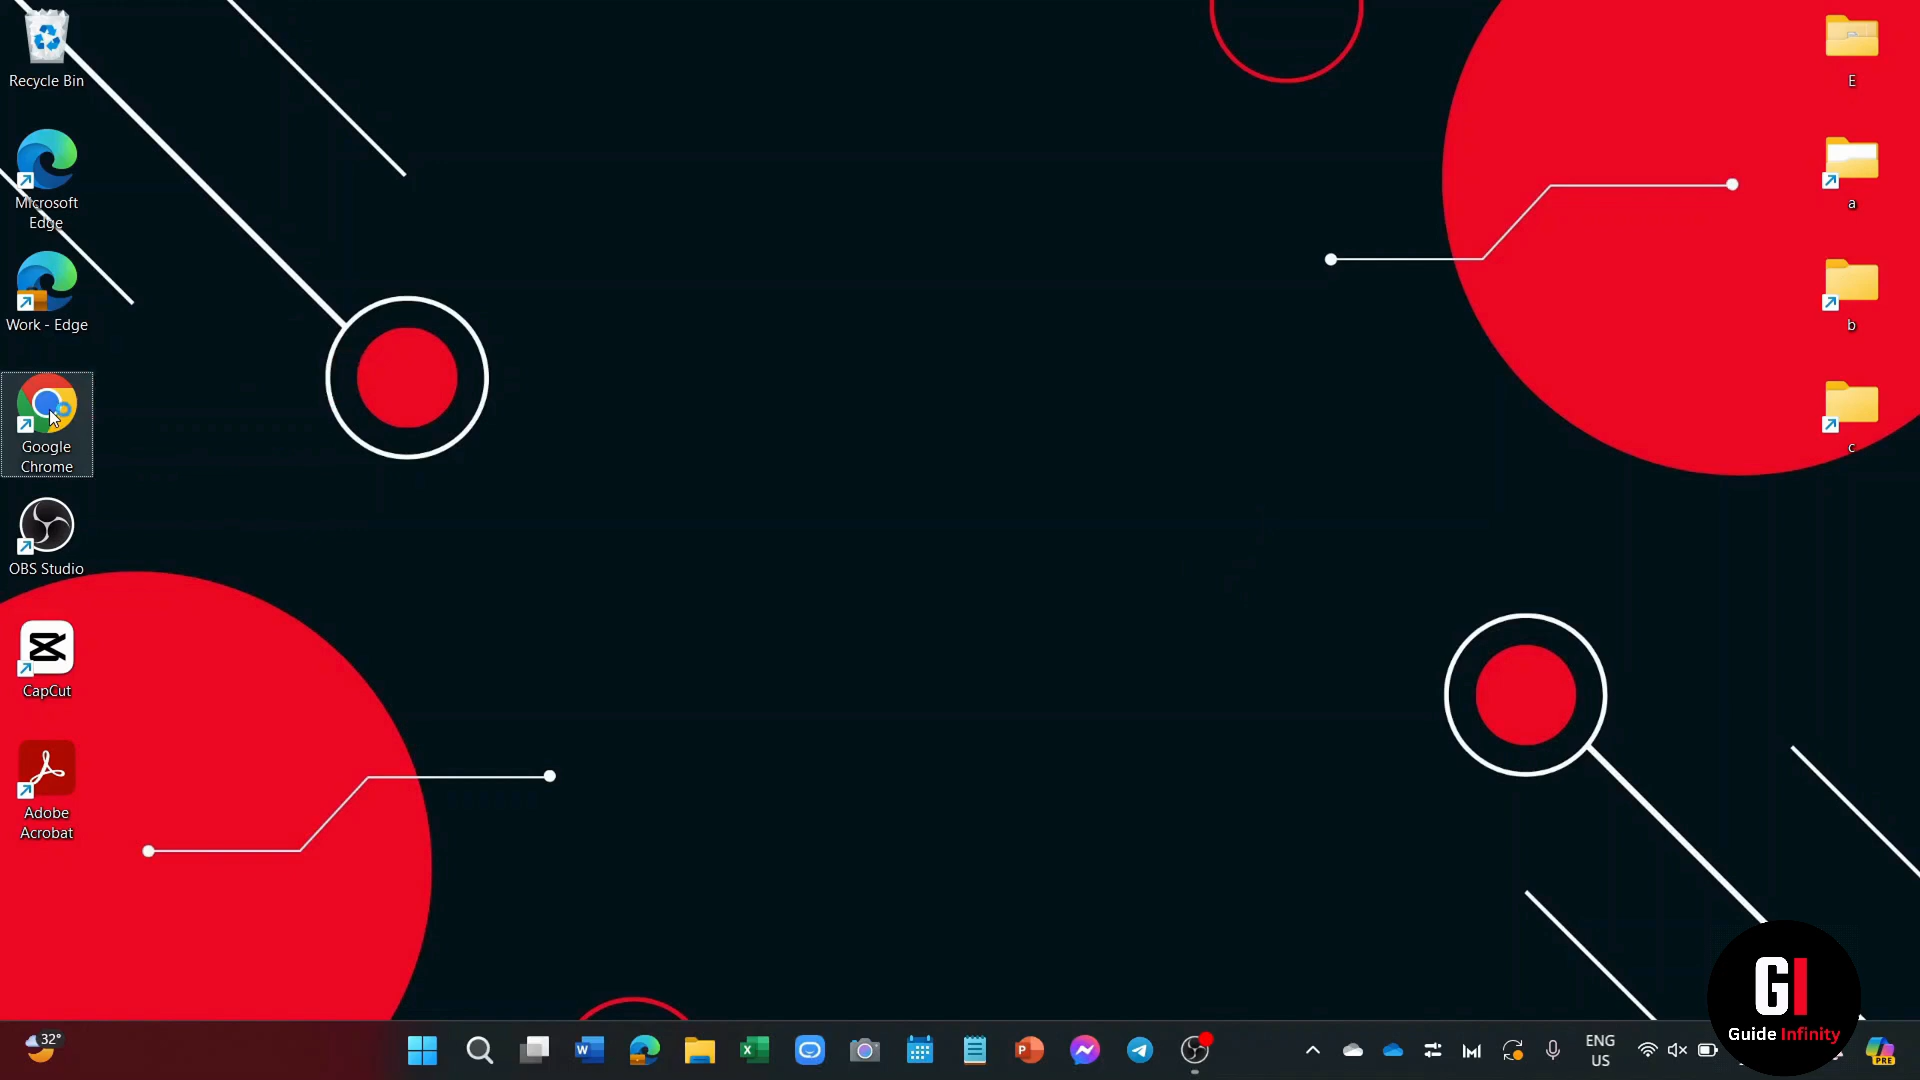 Recycle Bin
Microsoft
Edge
Work - Edge
Google
Chrome
OBS Studio
CapCut
Adobe
Acrobat
E
a
b
c
32°
ENG
US
GI
Guide Infinity
PRE